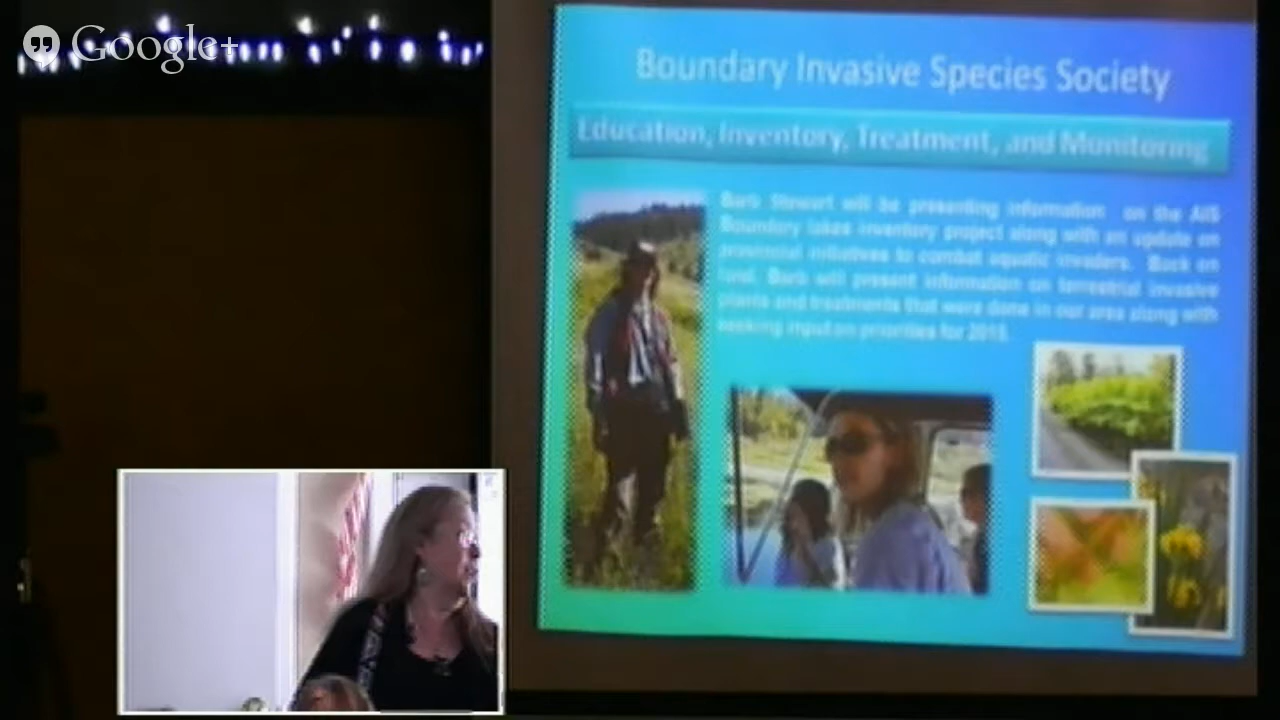 Google+
Boundary Invasive Species Society
Education, Inventory, Treatment, and Monitoring
Barb Stewart will be presenting information on the AIS
Boundary lakes inventory project along with an update on
provincial initiatives to combat aquatic invaders. Back on
land, Barb will present information on terrestrial invasive
plants and treatments that were done in our area along with
seeking input on priorities for 2015.